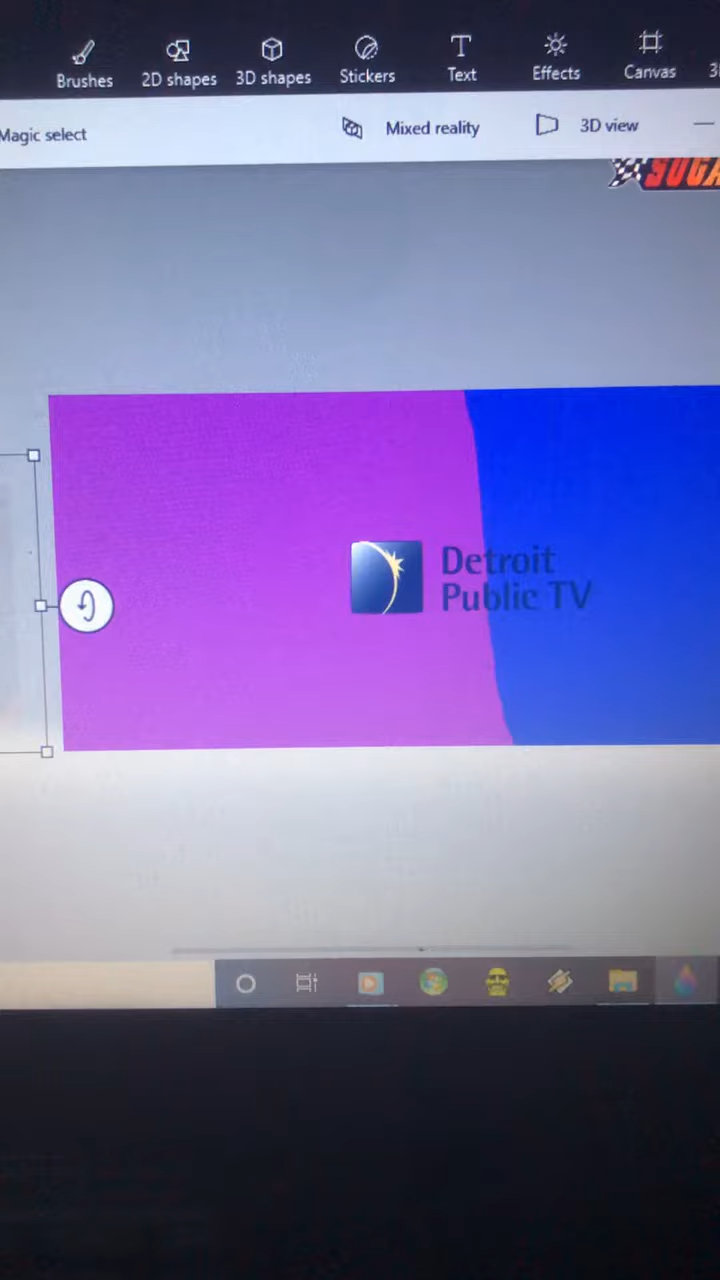 Brushes
2D shapes
3D shapes
Stickers
Text
Effects
Canvas
Magic select
Mixed reality
3D view
Detroit
Public TV